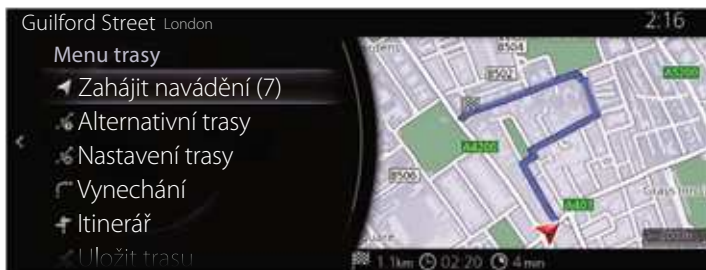 Guilford Street London
2:16
Menu trasy
Zahájit navádění (7)
Alternativní trasy
Nastavení trasy
Vynechání
Itinerář
Uložit trasu
B504
B502
A5200
A4200
B506
A401
1.1km 02:20 4 min